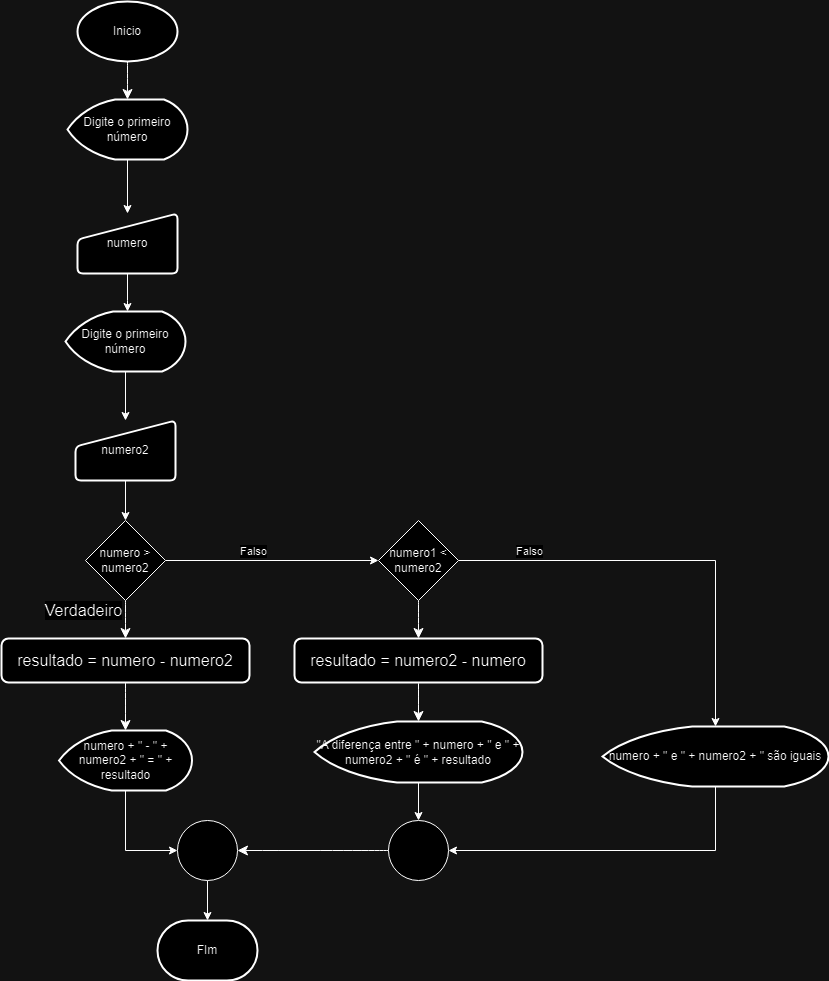 Inicio
Digite o primeiro
número
numero
Digite o primeiro
número
numero2
numero >
numero2
Falso
numero1 <
numero2
Falso
Verdadeiro
resultado = numero - numero2
resultado = numero2 - numero
numero + " - " +
numero2 + " = " +
resultado
"A diferença entre " + numero + " e " +
numero2 + " é " + resultado
numero + " e " + numero2 + " são iguais
FIm